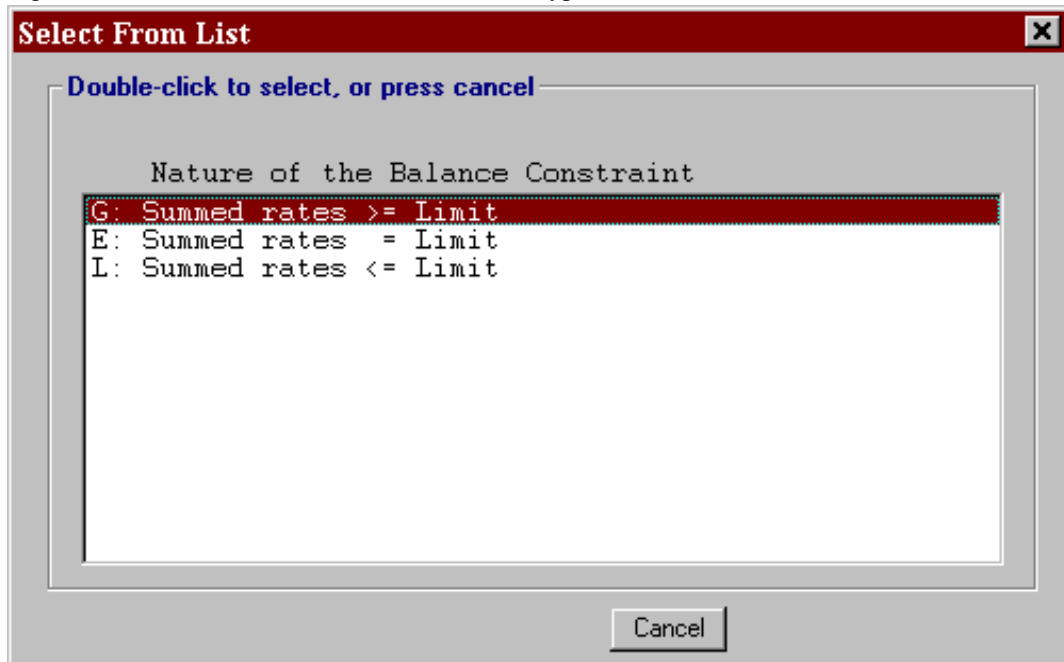 Select From List
Double-click to select, or press cancel
Nature of the Balance Constraint
G: Summed rates >= Limit
E: Summed rates  = Limit
L: Summed rates <= Limit
Cancel